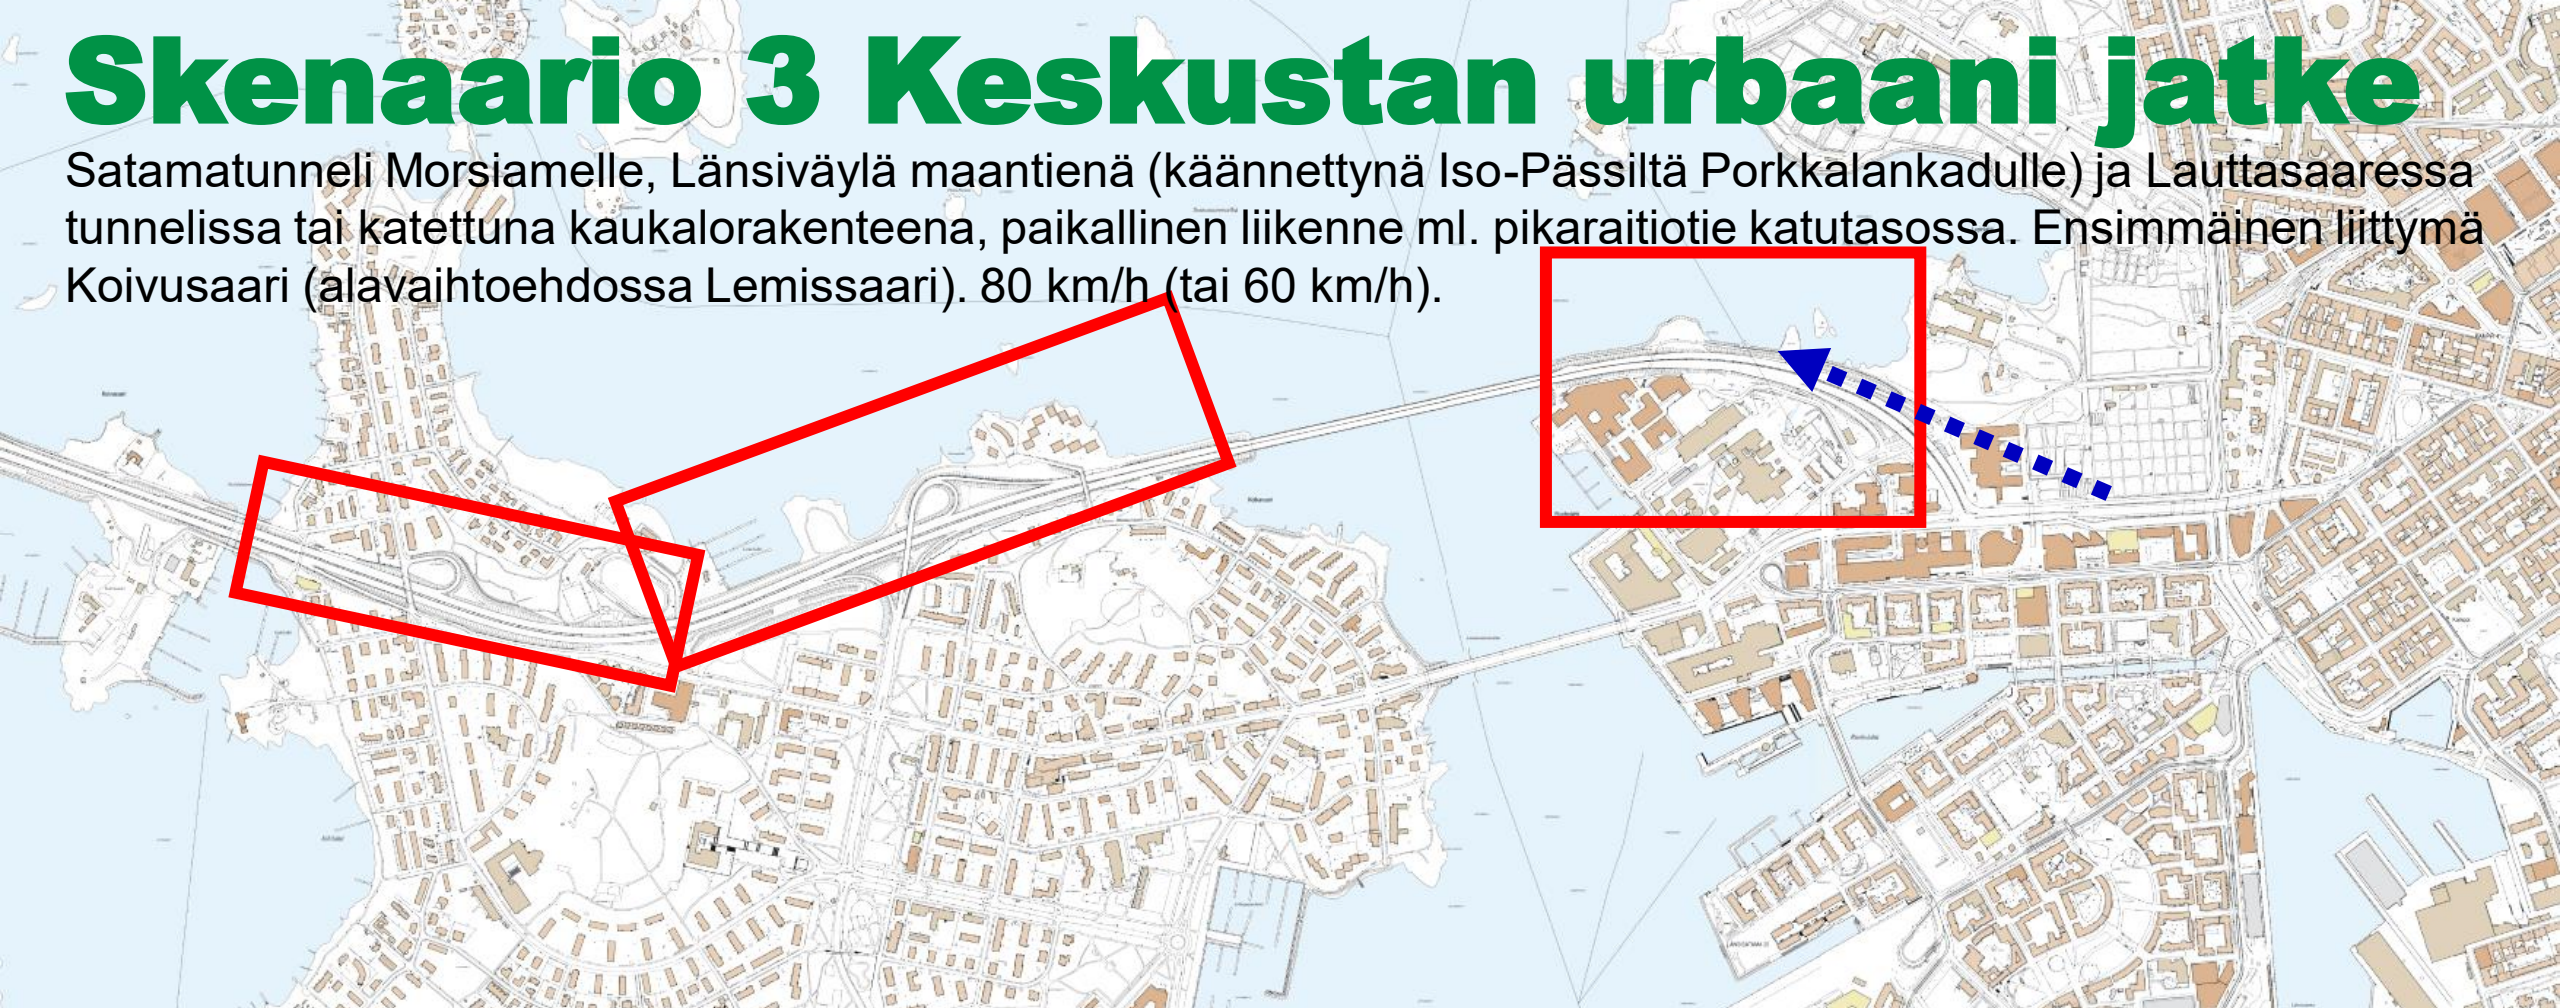 Skenaario 3 Keskustan urbaani jatke
Satamatunneli Morsiamelle, Länsiväylä maantienä (käännettynä Iso-Pässiltä Porkkalankadulle) ja Lauttasaaressa
tunnelissa tai katettuna kaukalorakenteena, paikallinen liikenne ml. pikaraitiotie katutasossa. Ensimmäinen liittymä
Koivusaari (alavaihtoehdossa Lemissaari). 80 km/h (tai 60 km/h).